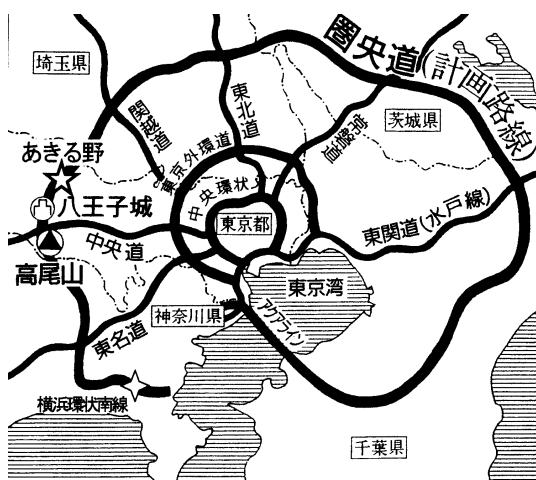 圏央道(計画路線)
埼玉県
関越道
東北道
常磐道
茨城県
あきる野
東京外環道
中央環状
八王子城
東京都
中央道
東関道(水戸線)
高尾山
東京湾
神奈川県
アクアライン
東名道
横浜環状南線
千葉県